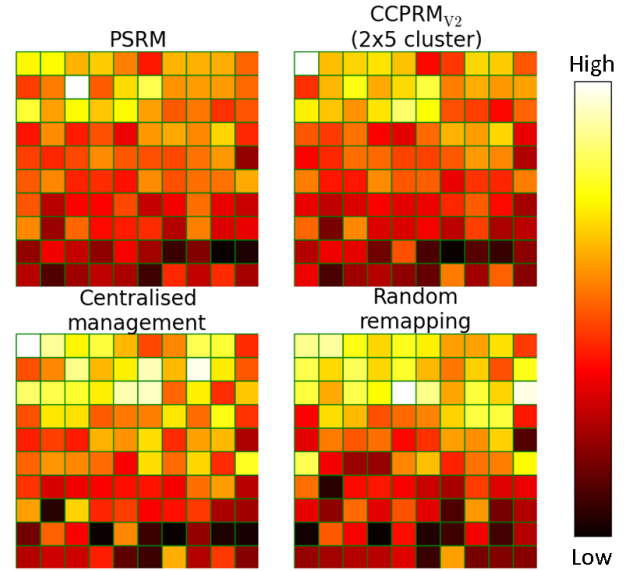 PSRM
CCPRM_V2
(2x5 cluster)
High
Centralised
management
Random
remapping
Low